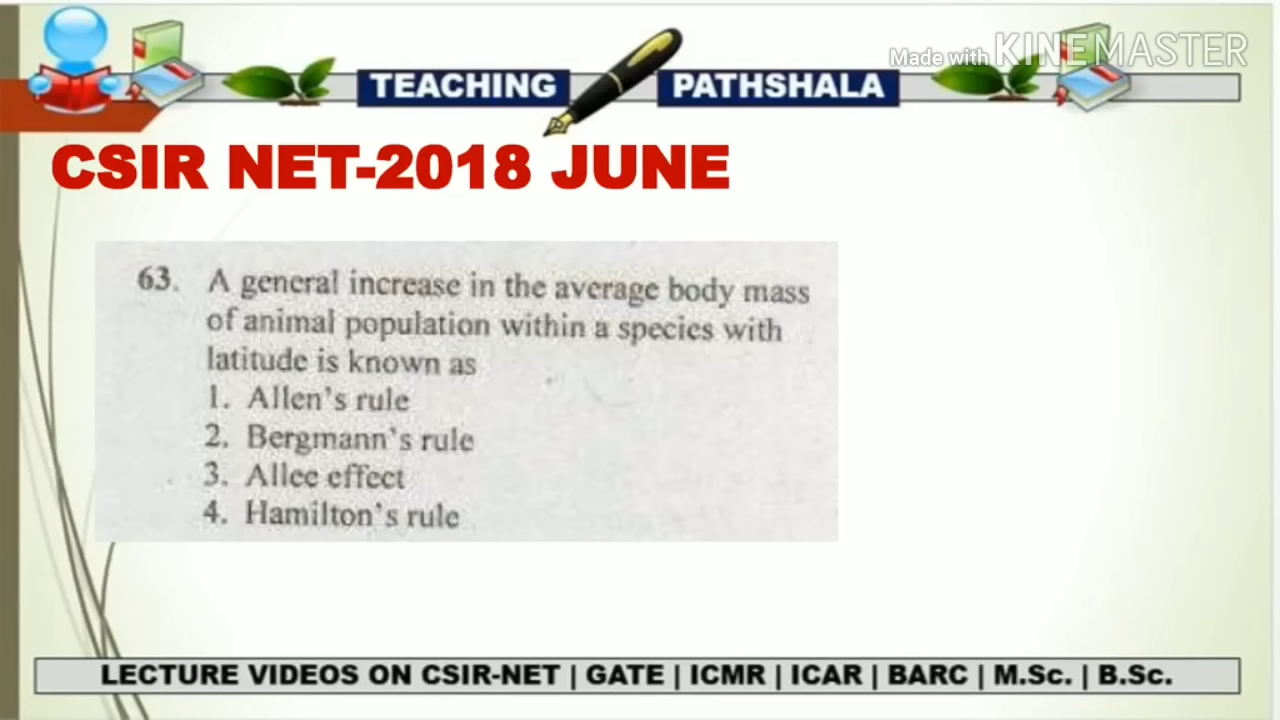 Made with KINEMASTER
TEACHING PATHSHALA
CSIR NET-2018 JUNE
63. A general increase in the average body mass
of animal population within a species with
latitude is known as
1. Allen's rule
2. Bergmann's rule
3. Allee effect
4. Hamilton's rule
LECTURE VIDEOS ON CSIR-NET | GATE | ICMR | ICAR | BARC | M.Sc. | B.Sc.